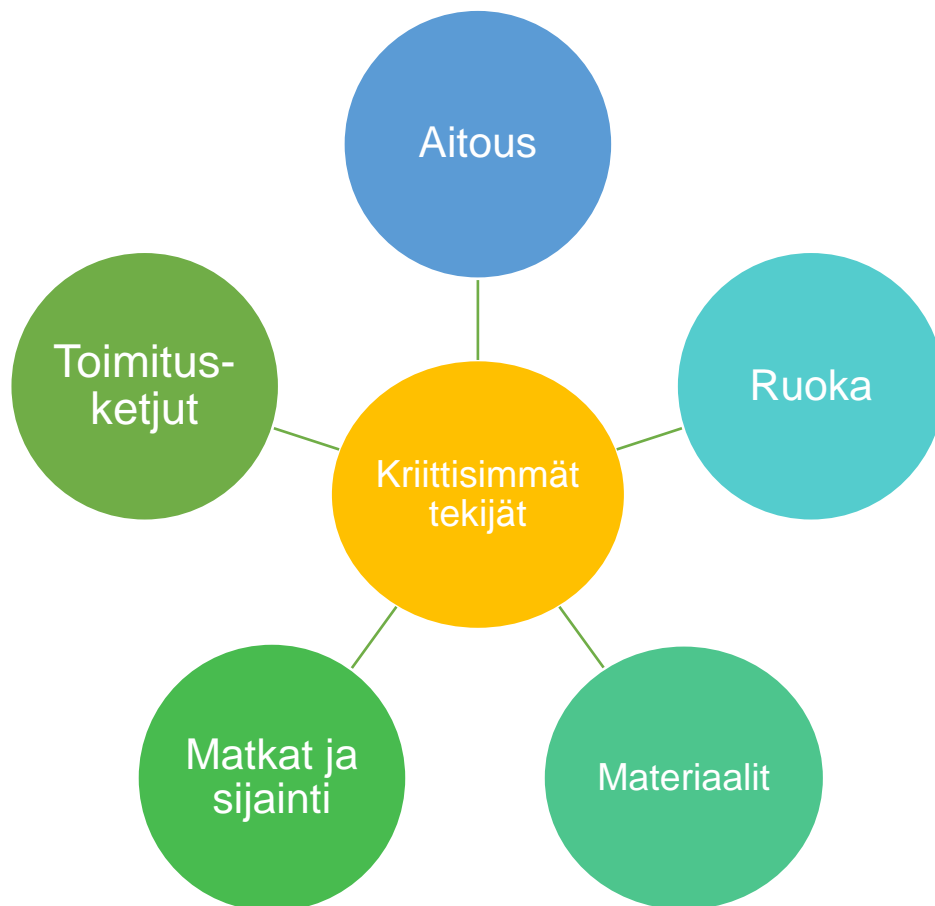 Aitous
Toimitus-
ketjut
Ruoka
Kriittisimmät
tekijät
Matkat ja
sijainti
Materiaalit